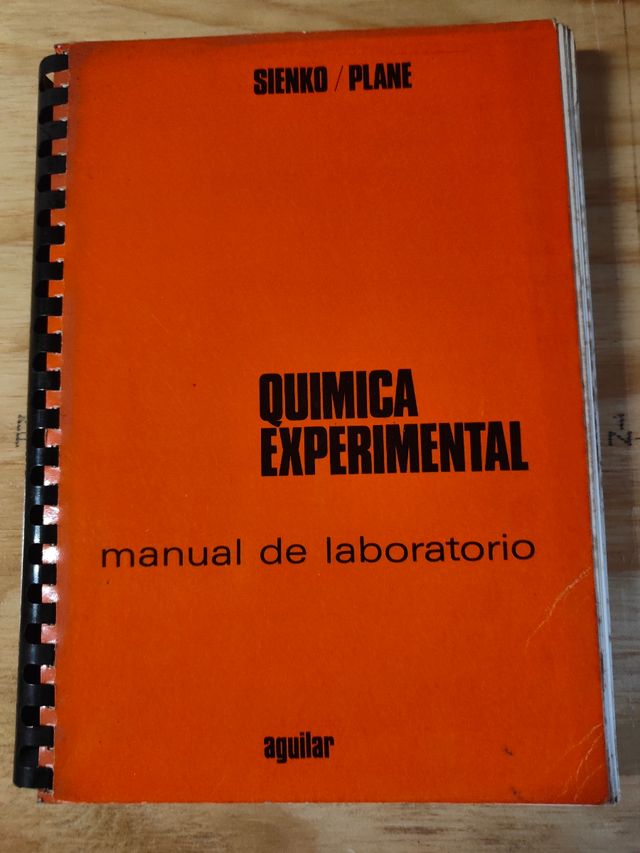 SIENKO / PLANE
QUIMICA
EXPERIMENTAL
manual de laboratorio
aguilar